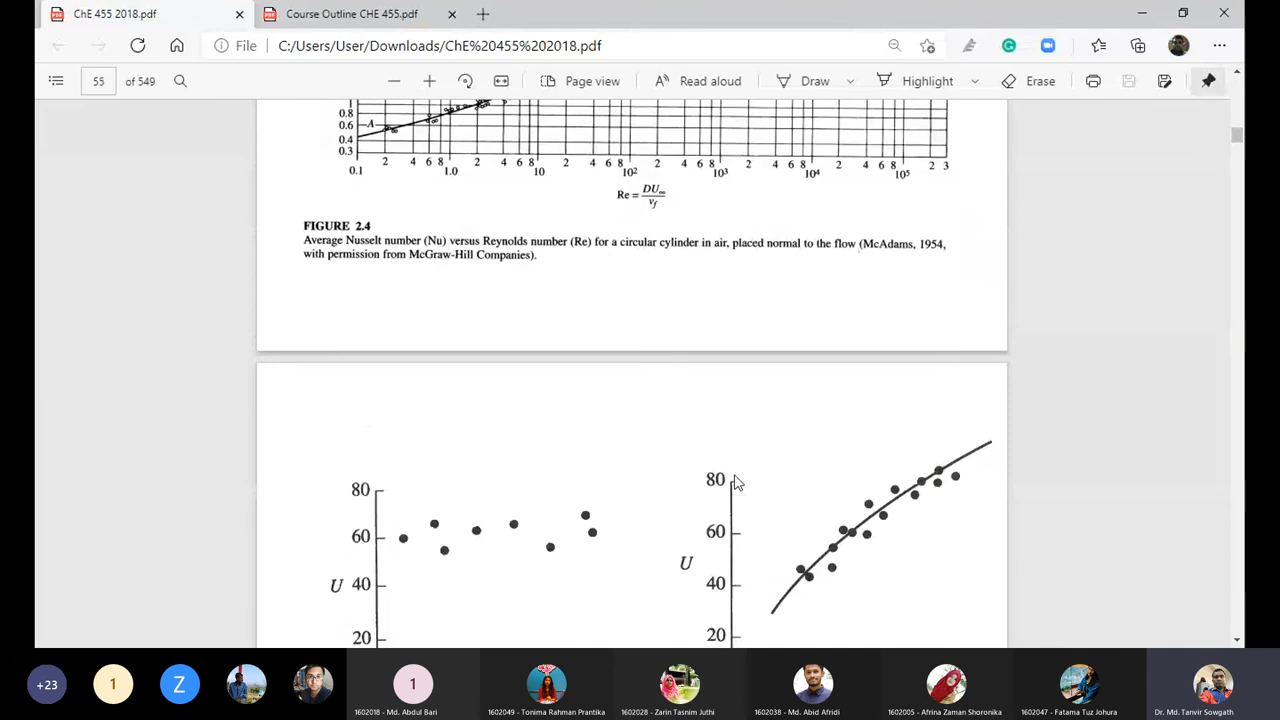 ChE 455 2018.pdf
Course Outline CHE 455.pdf
File
C:/Users/User/Downloads/ChE%20455%202018.pdf
55 of 549
Page view
Read aloud
Draw
Highlight
Erase
1
0.8
0.6 A
0.4
0.3
0.1 2 4 6 8 1.0 2 4 6 8 10 2 4 6 8 10² 2 4 6 8 10³ 2 4 6 8 10⁴ 2 4 6 8 10⁵ 2 3
Re = DU∞
νf
FIGURE 2.4
Average Nusselt number (Nu) versus Reynolds number (Re) for a circular cylinder in air, placed normal to the flow (McAdams, 1954,
with permission from McGraw-Hill Companies).
80
60
U 40
20
80
60
U
40
20
+23
1
Z
1
1602018 - Md. Abdul Bari
1602049 - Tonima Rahman Prantika
1602028 - Zarin Tasnim Juthi
1602038 - Md. Abid Afridi
1602005 - Afrina Zaman Shoronika
1602047 - Fatama Tuz Johura
Dr. Md. Tanvir Sowgath